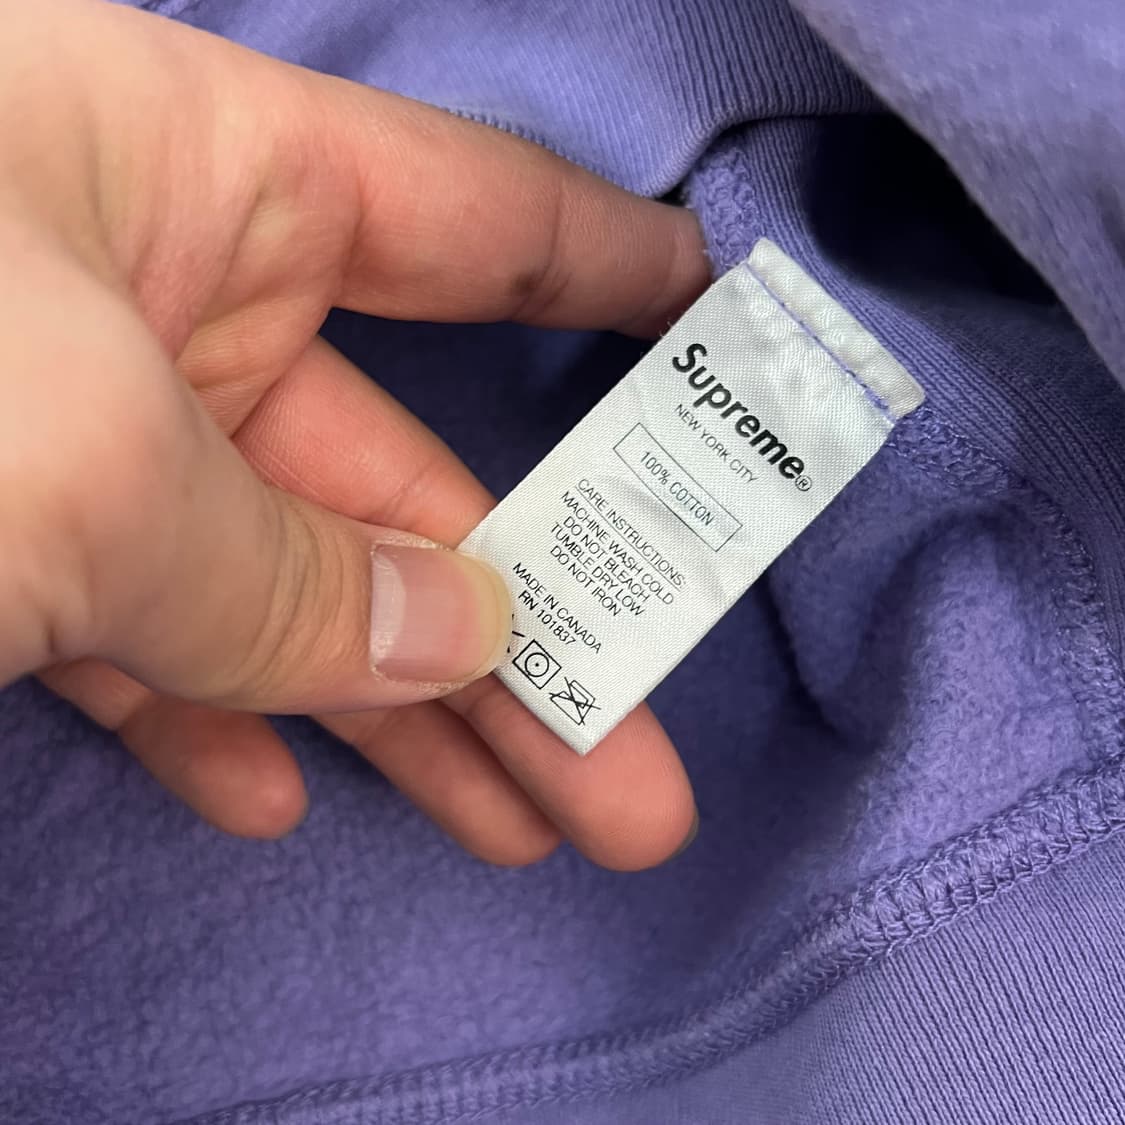 Supreme®
NEW YORK CITY
100% COTTON
CARE INSTRUCTIONS:
MACHINE WASH COLD
DO NOT BLEACH
TUMBLE DRY LOW
DO NOT IRON
MADE IN CANADA
RN 101837